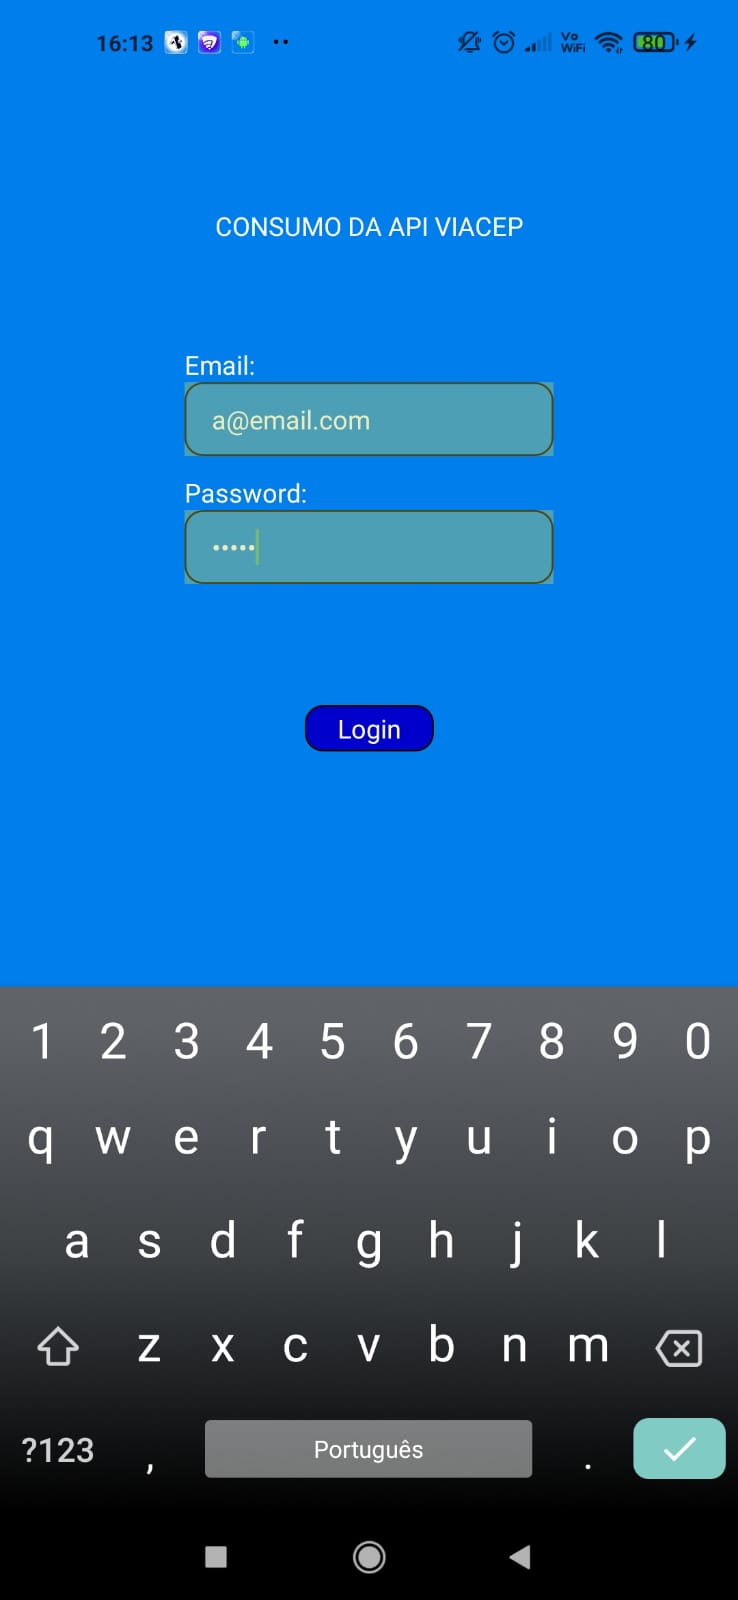 16:13
Vo
WiFi
80
CONSUMO DA API VIACEP
Email:
a@email.com
Password:
•••••
Login
1 2 3 4 5 6 7 8 9 0
q w e r t y u i o p
a s d f g h j k l
z x c v b n m
?123 , Português .